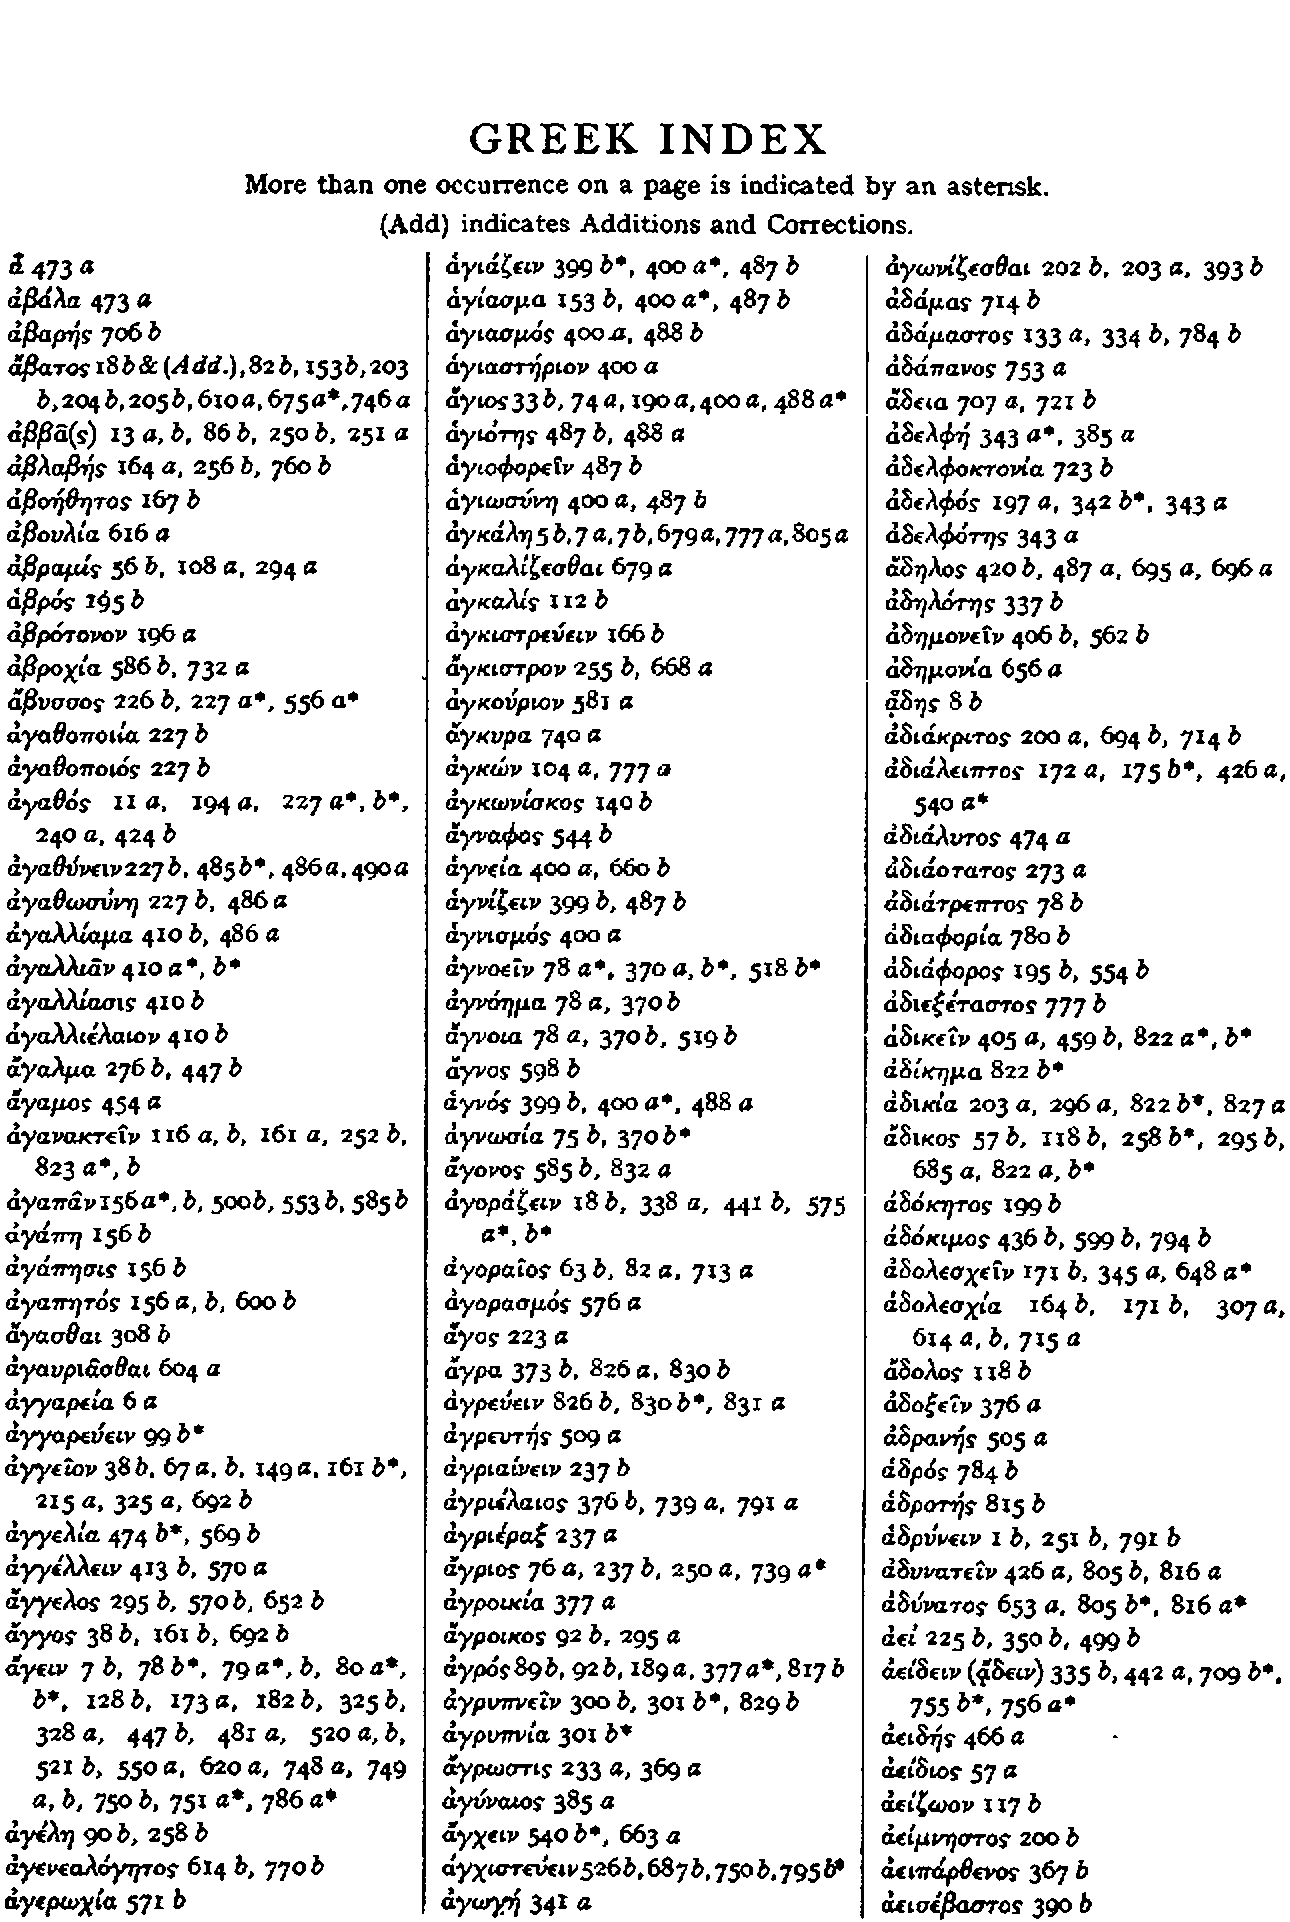 GREEK INDEX
More than one occurrence on a page is indicated by an asterisk.
(Add) indicates Additions and Corrections.
ἆ 473 a
ἀβάλα 473 a
ἀβαρής 706 b
ἄβατος 18 b & (Add.), 82 b, 153 b, 203
b, 204 b, 205 b, 610 a, 675 a*, 746 a
ἀββᾶ(ς) 13 a, b, 86 b, 250 b, 251 a
ἀβλαβής 164 a, 256 b, 760 b
ἀβοήθητος 167 b
ἀβουλία 616 a
ἀβραμίς 56 b, 108 a, 294 a
ἁβρός 195 b
ἀβρότονον 196 a
ἀβροχία 586 b, 732 a
ἄβυσσος 226 b, 227 a*, 556 a*
ἀγαθοποιία 227 b
ἀγαθοποιός 227 b
ἀγαθός 11 a, 194 a, 227 a*, b*,
240 a, 424 b
ἀγαθύνειν 227 b, 485 b*, 486 a, 490 a
ἀγαθωσύνη 227 b, 486 a
ἀγαλλίαμα 410 b, 486 a
ἀγαλλιᾶν 410 a*, b*
ἀγαλλίασις 410 b
ἀγαλλιέλαιον 410 b
ἄγαλμα 276 b, 447 b
ἄγαμος 454 a
ἀγανακτεῖν 116 a, b, 161 a, 252 b,
823 a*, b
ἀγαπᾶν 156 a*, b, 500 b, 553 b, 585 b
ἀγάπη 156 b
ἀγάπησις 156 b
ἀγαπητός 156 a, b, 600 b
ἄγασθαι 308 b
ἀγαυριᾶσθαι 604 a
ἀγγαρεία 6 a
ἀγγαρεύειν 99 b*
ἀγγεῖον 38 b, 67 a, b, 149 a, 161 b*,
215 a, 325 a, 692 b
ἀγγελία 474 b*, 569 b
ἀγγέλλειν 413 b, 570 a
ἄγγελος 295 b, 570 b, 652 b
ἄγγος 38 b, 161 b, 692 b
ἄγειν 7 b, 78 b*, 79 a*, b, 80 a*,
b*, 128 b, 173 a, 182 b, 325 b,
328 a, 447 b, 481 a, 520 a, b,
521 b, 550 a, 620 a, 748 a, 749
a, b, 750 b, 751 a*, 786 a*
ἀγέλη 90 b, 258 b
ἀγενεαλόγητος 614 b, 770 b
ἀγερωχία 571 b
ἁγιάζειν 399 b*, 400 a*, 487 b
ἁγίασμα 153 b, 400 a*, 487 b
ἁγιασμός 400 a, 488 b
ἁγιαστήριον 400 a
ἅγιος 33 b, 74 a, 190 a, 400 a, 488 a*
ἁγιότης 487 b, 488 a
ἁγιοφορεῖν 487 b
ἁγιωσύνη 400 a, 487 b
ἀγκάλη 5 b, 7 a, 7 b, 679 a, 777 a, 805 a
ἀγκαλίζεσθαι 679 a
ἀγκαλίς 112 b
ἀγκιστρεύειν 166 b
ἄγκιστρον 255 b, 668 a
ἀγκούριον 581 a
ἄγκυρα 740 a
ἀγκών 104 a, 777 a
ἀγκωνίσκος 140 b
ἄγναφος 544 b
ἁγνεία 400 a, 660 b
ἁγνίζειν 399 b, 487 b
ἁγνισμός 400 a
ἀγνοεῖν 78 a*, 370 a, b*, 518 b*
ἀγνόημα 78 a, 370 b
ἄγνοια 78 a, 370 b, 519 b
ἄγνος 598 b
ἁγνός 399 b, 400 a*, 488 a
ἀγνωσία 75 b, 370 b*
ἄγονος 585 b, 832 a
ἀγοράζειν 18 b, 338 a, 441 b, 575
a*, b*
ἀγοραῖος 63 b, 82 a, 713 a
ἀγορασμός 576 a
ἄγος 223 a
ἄγρα 373 b, 826 a, 830 b
ἀγρεύειν 826 b, 830 b*, 831 a
ἀγρευτής 509 a
ἀγριαίνειν 237 b
ἀγριέλαιος 376 b, 739 a, 791 a
ἀγριέραξ 237 a
ἄγριος 76 a, 237 b, 250 a, 739 a*
ἀγροικία 377 a
ἄγροικος 92 b, 295 a
ἀγρός 89 b, 92 b, 189 a, 377 a*, 817 b
ἀγρυπνεῖν 300 b, 301 b*, 829 b
ἀγρυπνία 301 b*
ἄγρωστις 233 a, 369 a
ἀγύναιος 385 a
ἄγχειν 540 b*, 663 a
ἀγχιστεύειν 526 b, 687 b, 750 b, 795 b*
ἀγωγή 341 a
ἀγωνίζεσθαι 202 b, 203 a, 393 b
ἀδάμας 714 b
ἀδάμαστος 133 a, 334 b, 784 b
ἀδάπανος 753 a
ἄδεια 707 a, 721 b
ἀδελφή 343 a*, 385 a
ἀδελφοκτονία 723 b
ἀδελφός 197 a, 342 b*, 343 a
ἀδελφότης 343 a
ἄδηλος 420 b, 487 a, 695 a, 696 a
ἀδηλότης 337 b
ἀδημονεῖν 406 b, 562 b
ἀδημονία 656 a
ᾅδης 8 b
ἀδιάκριτος 200 a, 694 b, 714 b
ἀδιάλειπτος 172 a, 175 b*, 426 a,
540 a*
ἀδιάλυτος 474 a
ἀδιάστατος 273 a
ἀδιάτρεπτος 78 b
ἀδιαφορία 780 b
ἀδιάφορος 195 b, 554 b
ἀδιεξέταστος 777 b
ἀδικεῖν 405 a, 459 b, 822 a*, b*
ἀδίκημα 822 b*
ἀδικία 203 a, 296 a, 822 b*, 827 a
ἄδικος 57 b, 118 b, 258 b*, 295 b,
685 a, 822 a, b*
ἀδόκητος 199 b
ἀδόκιμος 436 b, 599 b, 794 b
ἀδολεσχεῖν 171 b, 345 a, 648 a*
ἀδολεσχία 164 b, 171 b, 307 a,
614 a, b, 715 a
ἄδολος 118 b
ἀδοξεῖν 376 a
ἀδρανής 505 a
ἁδρός 784 b
ἁδροτής 815 b
ἁδρύνειν 1 b, 251 b, 791 b
ἀδυνατεῖν 426 a, 805 b, 816 a
ἀδύνατος 653 a, 805 b*, 816 a*
ἀεί 225 b, 350 b, 499 b
ἀείδειν (ᾄδειν) 335 b, 442 a, 709 b*,
755 b*, 756 a*
ἀειδής 466 a
ἀείδιος 57 a
ἀείζωον 117 b
ἀείμνηστος 200 b
ἀειπάρθενος 367 b
ἀεισέβαστος 390 b